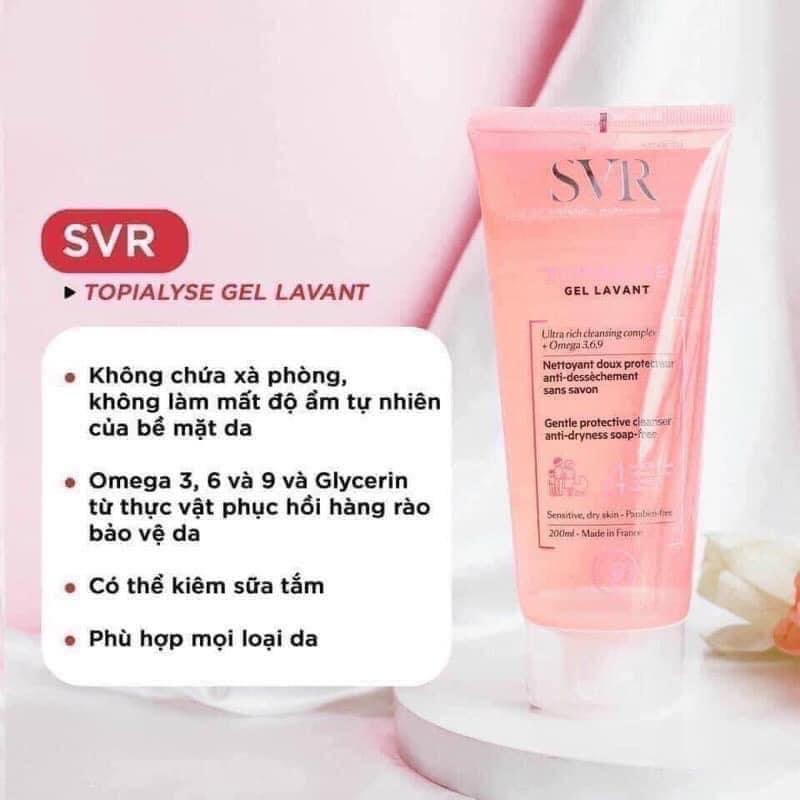 SVR
TOPIALYSE GEL LAVANT
Không chứa xà phòng,
không làm mất độ ẩm tự nhiên
của bề mặt da
Omega 3, 6 và 9 và Glycerin
từ thực vật phục hồi hàng rào
bảo vệ da
Có thể kiêm sữa tắm
Phù hợp mọi loại da
SVR
GEL LAVANT
Ultra rich cleansing complex
+ Omega 3,6,9
Nettoyant doux protecteur
anti-dessèchement
sans savon
Gentle protective cleanser
anti-dryness soap-free
4
Sensitive, dry skin - Paraben-free
200ml - Made in France